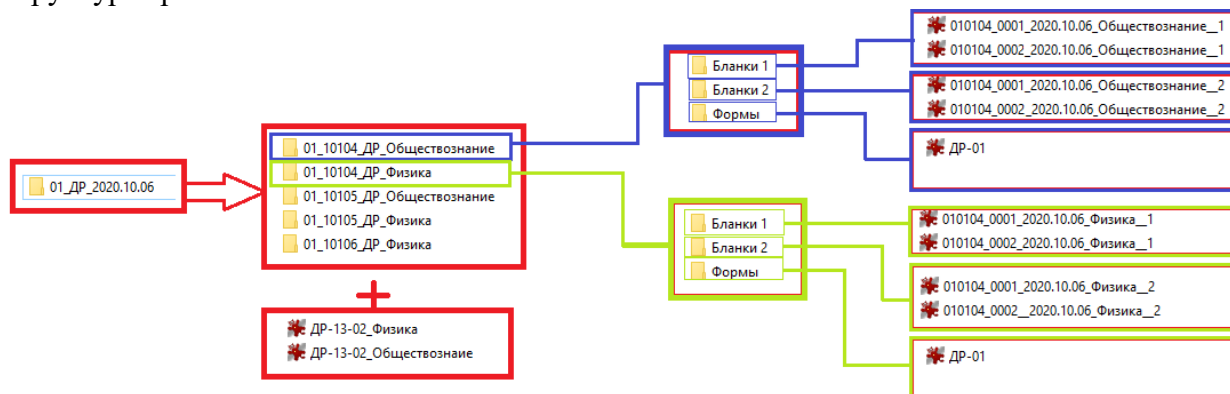 01_ДР_2020.10.06
01_10104_ДР_Обществознание
01_10104_ДР_Физика
01_10105_ДР_Обществознание
01_10105_ДР_Физика
01_10106_ДР_Физика
ДР-13-02_Физика
ДР-13-02_Обществознаие
Бланки 1
Бланки 2
Формы
010104_0001_2020.10.06_Обществознание__1
010104_0002_2020.10.06_Обществознание__1
010104_0001_2020.10.06_Обществознание__2
010104_0002_2020.10.06_Обществознание__2
ДР-01
Бланки 1
Бланки 2
Формы
010104_0001_2020.10.06_Физика__1
010104_0002_2020.10.06_Физика__1
010104_0001_2020.10.06_Физика__2
010104_0002__2020.10.06_Физика__2
ДР-01